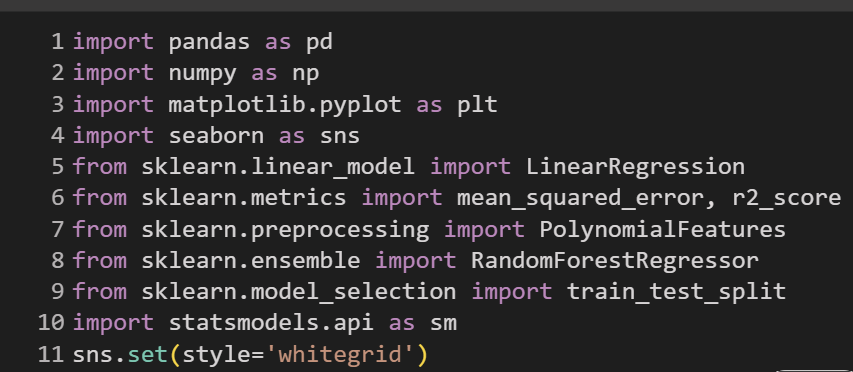 1 import pandas as pd
2 import numpy as np
3 import matplotlib.pyplot as plt
4 import seaborn as sns
5 from sklearn.linear_model import LinearRegression
6 from sklearn.metrics import mean_squared_error, r2_score
7 from sklearn.preprocessing import PolynomialFeatures
8 from sklearn.ensemble import RandomForestRegressor
9 from sklearn.model_selection import train_test_split
10 import statsmodels.api as sm
11 sns.set(style='whitegrid')